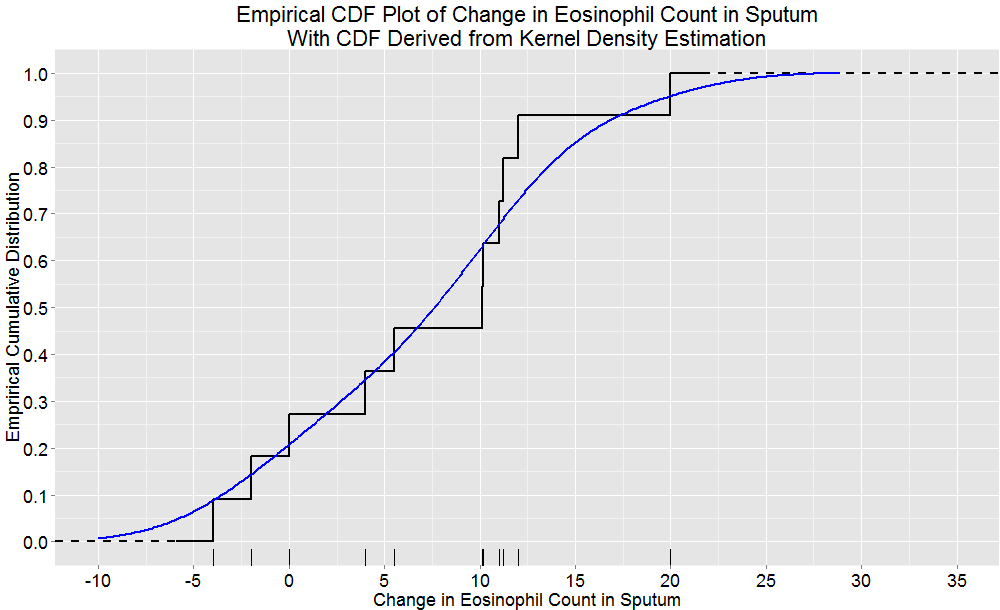 Empirical CDF Plot of Change in Eosinophil Count in Sputum
With CDF Derived from Kernel Density Estimation
Emprirical Cumulative Distribution
1.0
0.9
0.8
0.7
0.6
0.5
0.4
0.3
0.2
0.1
0.0
-10 -5 0 5 10 15 20 25 30 35
Change in Eosinophil Count in Sputum